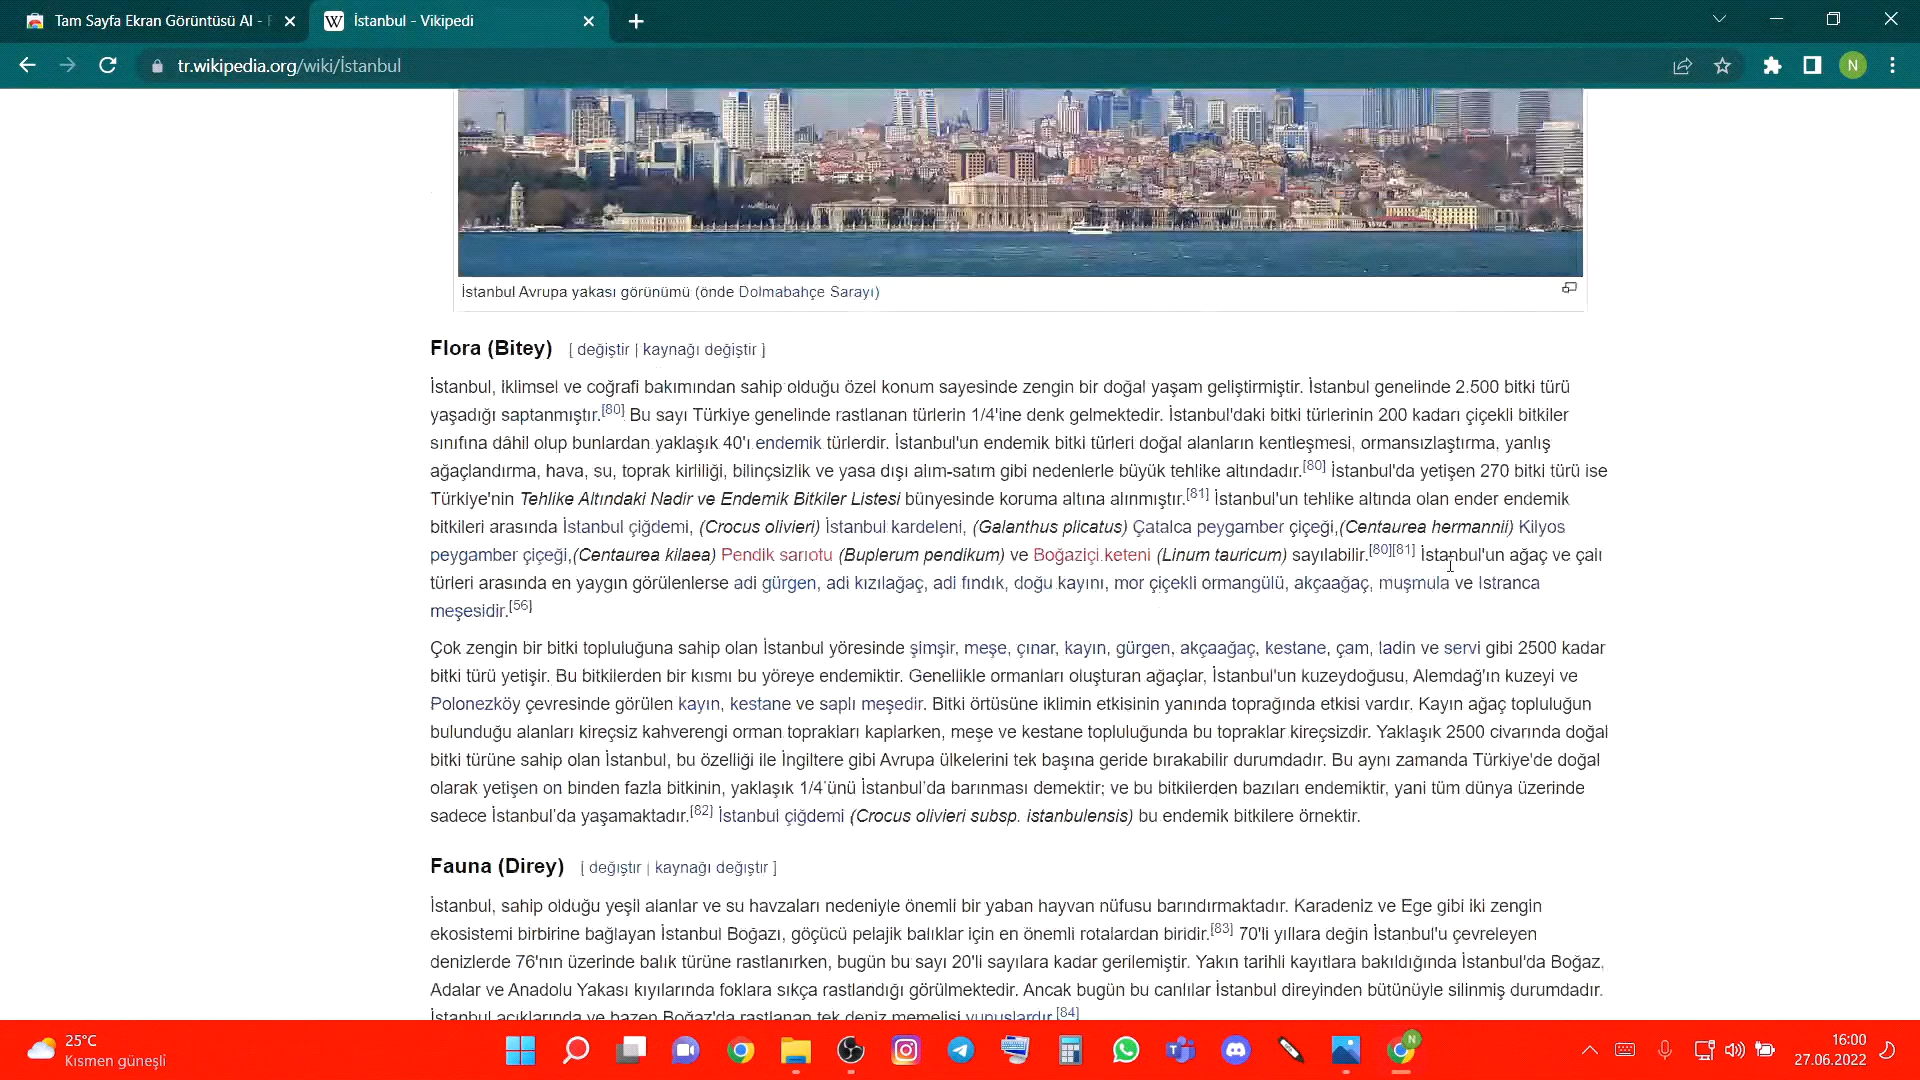 Tam Sayfa Ekran Görüntüsü Al -
İstanbul - Vikipedi
tr.wikipedia.org/wiki/İstanbul
N
İstanbul Avrupa yakası görünümü (önde Dolmabahçe Sarayı)
Flora (Bitey) [ değiştir | kaynağı değiştir ]
İstanbul, iklimsel ve coğrafi bakımından sahip olduğu özel konum sayesinde zengin bir doğal yaşam geliştirmiştir. İstanbul genelinde 2.500 bitki türü
yaşadığı saptanmıştır.[80] Bu sayı Türkiye genelinde rastlanan türlerin 1/4'ine denk gelmektedir. İstanbul'daki bitki türlerinin 200 kadarı çiçekli bitkiler
sınıfına dâhil olup bunlardan yaklaşık 40'ı endemik türlerdir. İstanbul'un endemik bitki türleri doğal alanların kentleşmesi, ormansızlaştırma, yanlış
ağaçlandırma, hava, su, toprak kirliliği, bilinçsizlik ve yasa dışı alım-satım gibi nedenlerle büyük tehlike altındadır.[80] İstanbul'da yetişen 270 bitki türü ise
Türkiye'nin Tehlike Altındaki Nadir ve Endemik Bitkiler Listesi bünyesinde koruma altına alınmıştır.[81] İstanbul'un tehlike altında olan ender endemik
bitkileri arasında İstanbul çiğdemi, (Crocus olivieri) İstanbul kardeleni, (Galanthus plicatus) Çatalca peygamber çiçeği,(Centaurea hermannii) Kilyos
peygamber çiçeği,(Centaurea kilaea) Pendik sarıotu (Buplerum pendikum) ve Boğaziçi keteni (Linum tauricum) sayılabilir.[80][81] İstanbul'un ağaç ve çalı
türleri arasında en yaygın görülenlerse adi gürgen, adi kızılağaç, adi fındık, doğu kayını, mor çiçekli ormangülü, akçaağaç, muşmula ve Istranca
meşesidir.[56]
Çok zengin bir bitki topluluğuna sahip olan İstanbul yöresinde şimşir, meşe, çınar, kayın, gürgen, akçaağaç, kestane, çam, ladin ve servi gibi 2500 kadar
bitki türü yetişir. Bu bitkilerden bir kısmı bu yöreye endemiktir. Genellikle ormanları oluşturan ağaçlar, İstanbul'un kuzeydoğusu, Alemdağ'ın kuzeyi ve
Polonezköy çevresinde görülen kayın, kestane ve saplı meşedir. Bitki örtüsüne iklimin etkisinin yanında toprağında etkisi vardır. Kayın ağaç topluluğun
bulunduğu alanları kireçsiz kahverengi orman toprakları kaplarken, meşe ve kestane topluluğunda bu topraklar kireçsizdir. Yaklaşık 2500 civarında doğal
bitki türüne sahip olan İstanbul, bu özelliği ile İngiltere gibi Avrupa ülkelerini tek başına geride bırakabilir durumdadır. Bu aynı zamanda Türkiye'de doğal
olarak yetişen on binden fazla bitkinin, yaklaşık 1/4'ünü İstanbul'da barınması demektir; ve bu bitkilerden bazıları endemiktir, yani tüm dünya üzerinde
sadece İstanbul'da yaşamaktadır.[82] İstanbul çiğdemi (Crocus olivieri subsp. istanbulensis) bu endemik bitkilere örnektir.
Fauna (Direy) [ değiştir | kaynağı değiştir ]
İstanbul, sahip olduğu yeşil alanlar ve su havzaları nedeniyle önemli bir yaban hayvan nüfusu barındırmaktadır. Karadeniz ve Ege gibi iki zengin
ekosistemi birbirine bağlayan İstanbul Boğazı, göçücü pelajik balıklar için en önemli rotalardan biridir.[83] 70'li yıllara değin İstanbul'u çevreleyen
denizlerde 76'nın üzerinde balık türüne rastlanırken, bugün bu sayı 20'li sayılara kadar gerilemiştir. Yakın tarihli kayıtlara bakıldığında İstanbul'da Boğaz,
Adalar ve Anadolu Yakası kıyılarında foklara sıkça rastlandığı görülmektedir. Ancak bugün bu canlılar İstanbul direyinden bütünüyle silinmiş durumdadır.
İstanbul açıklarında ve bazen Boğaz'da rastlanan tek deniz memelisi yunuslardır.[84]
25°C
Kısmen güneşli
16:00
27.06.2022